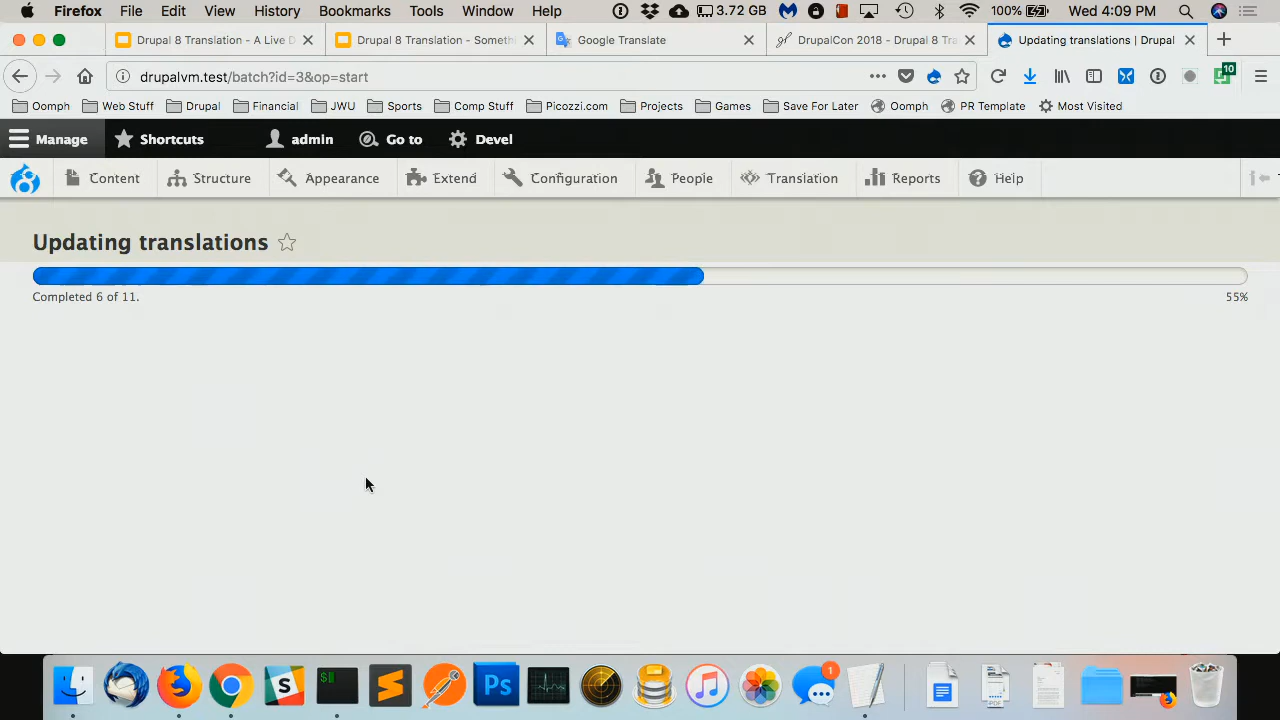 Firefox File Edit View History Bookmarks Tools Window Help 3.72 GB 100% Wed 4:09 PM
Drupal 8 Translation - A Live D Drupal 8 Translation - Someth Google Translate DrupalCon 2018 - Drupal 8 Tra Updating translations | Drupal
drupalvm.test/batch?id=3&op=start 10
Oomph Web Stuff Drupal Financial JWU Sports Comp Stuff Picozzi.com Projects Games Save For Later Oomph PR Template Most Visited
Manage Shortcuts admin Go to Devel
Content Structure Appearance Extend Configuration People Translation Reports Help
Updating translations
Completed 6 of 11. 55%
S $ Ps 1